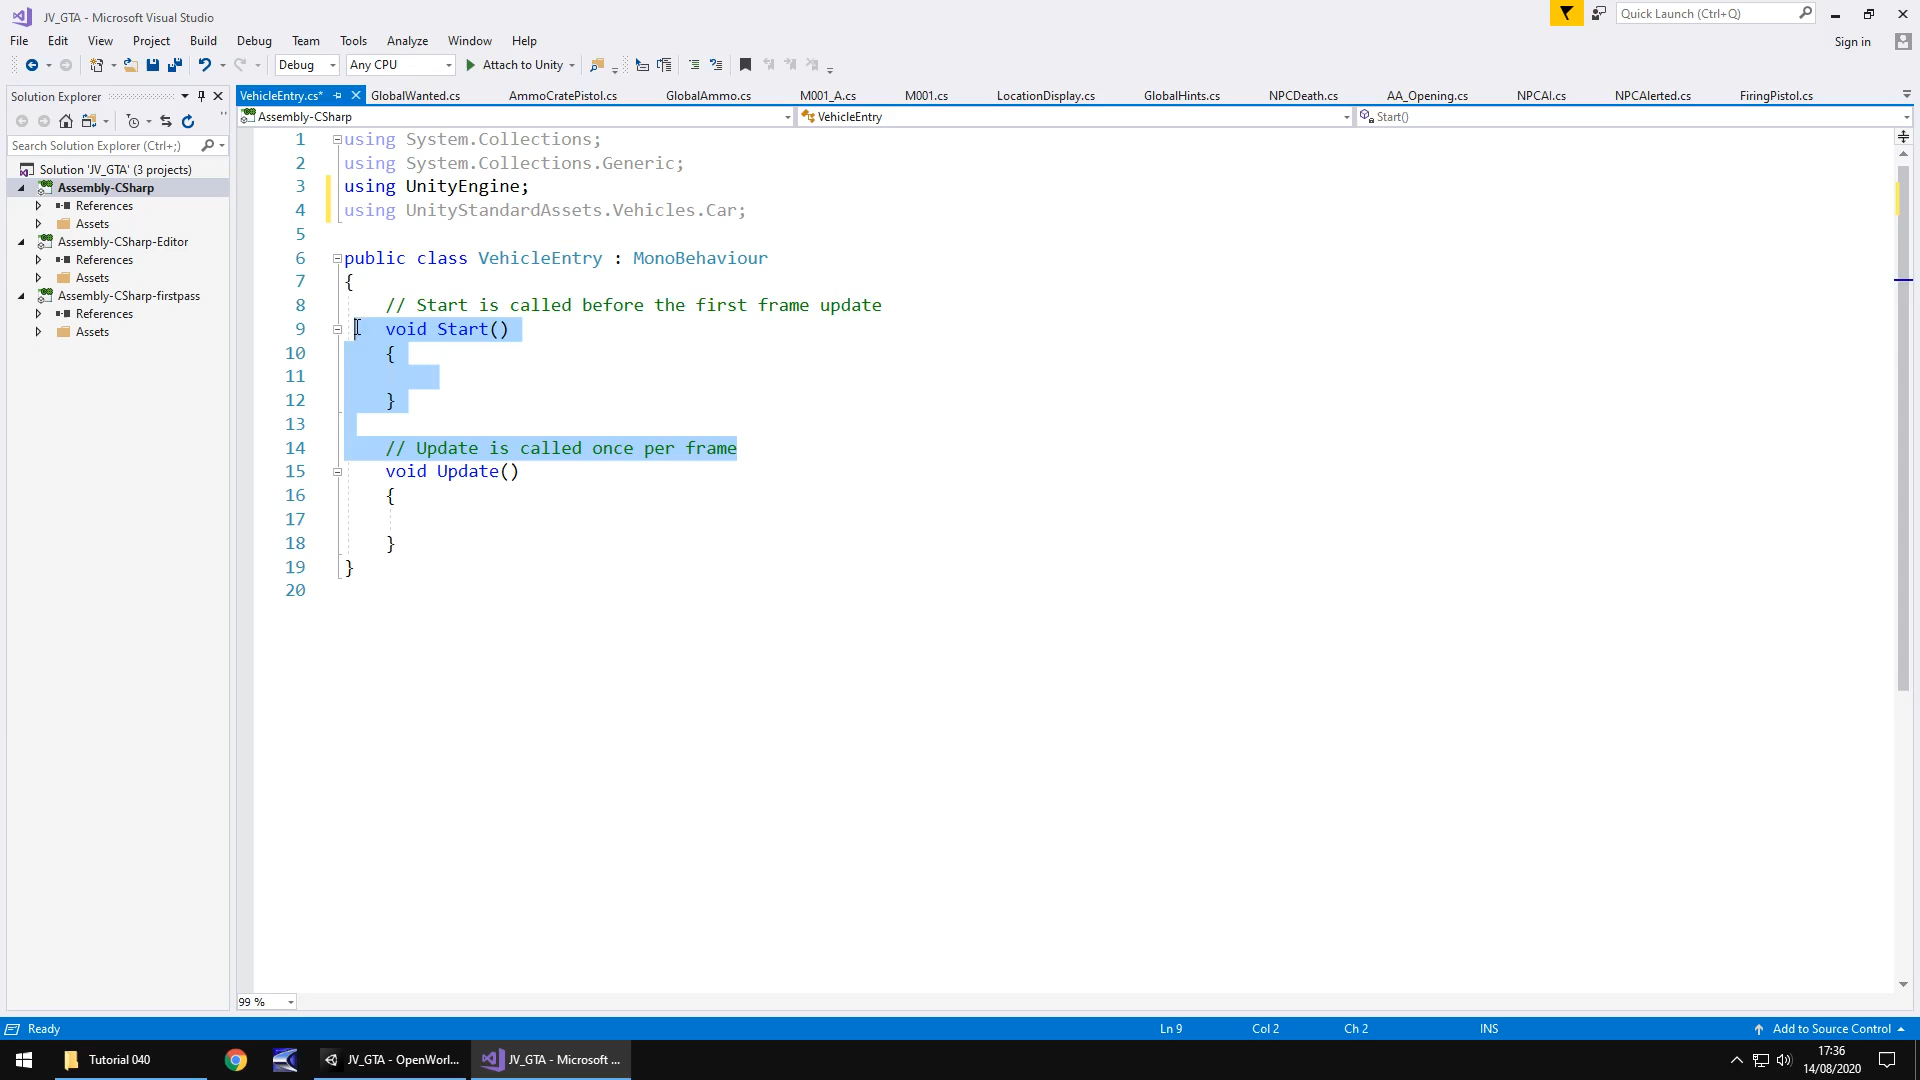 JV_GTA - Microsoft Visual Studio
Quick Launch (Ctrl+Q)
File Edit View Project Build Debug Team Tools Analyze Window Help
Sign in
Debug Any CPU Attach to Unity
Solution Explorer
VehicleEntry.cs* GlobalWanted.cs AmmoCratePistol.cs GlobalAmmo.cs M001_A.cs M001.cs LocationDisplay.cs GlobalHints.cs NPCDeath.cs AA_Opening.cs NPCAI.cs NPCAlerted.cs FiringPistol.cs
Assembly-CSharp VehicleEntry Start()
Search Solution Explorer (Ctrl+;)
Solution 'JV_GTA' (3 projects)
Assembly-CSharp
References
Assets
Assembly-CSharp-Editor
References
Assets
Assembly-CSharp-firstpass
References
Assets
1 using System.Collections;
2 using System.Collections.Generic;
3 using UnityEngine;
4 using UnityStandardAssets.Vehicles.Car;
5
6 public class VehicleEntry : MonoBehaviour
7 {
8 // Start is called before the first frame update
9 void Start()
10 {
11
12 }
13
14 // Update is called once per frame
15 void Update()
16 {
17
18 }
19 }
20
99 %
Ready Ln 9 Col 2 Ch 2 INS Add to Source Control
Tutorial 040 JV_GTA - OpenWorl... JV_GTA - Microsoft ...
17:36
14/08/2020